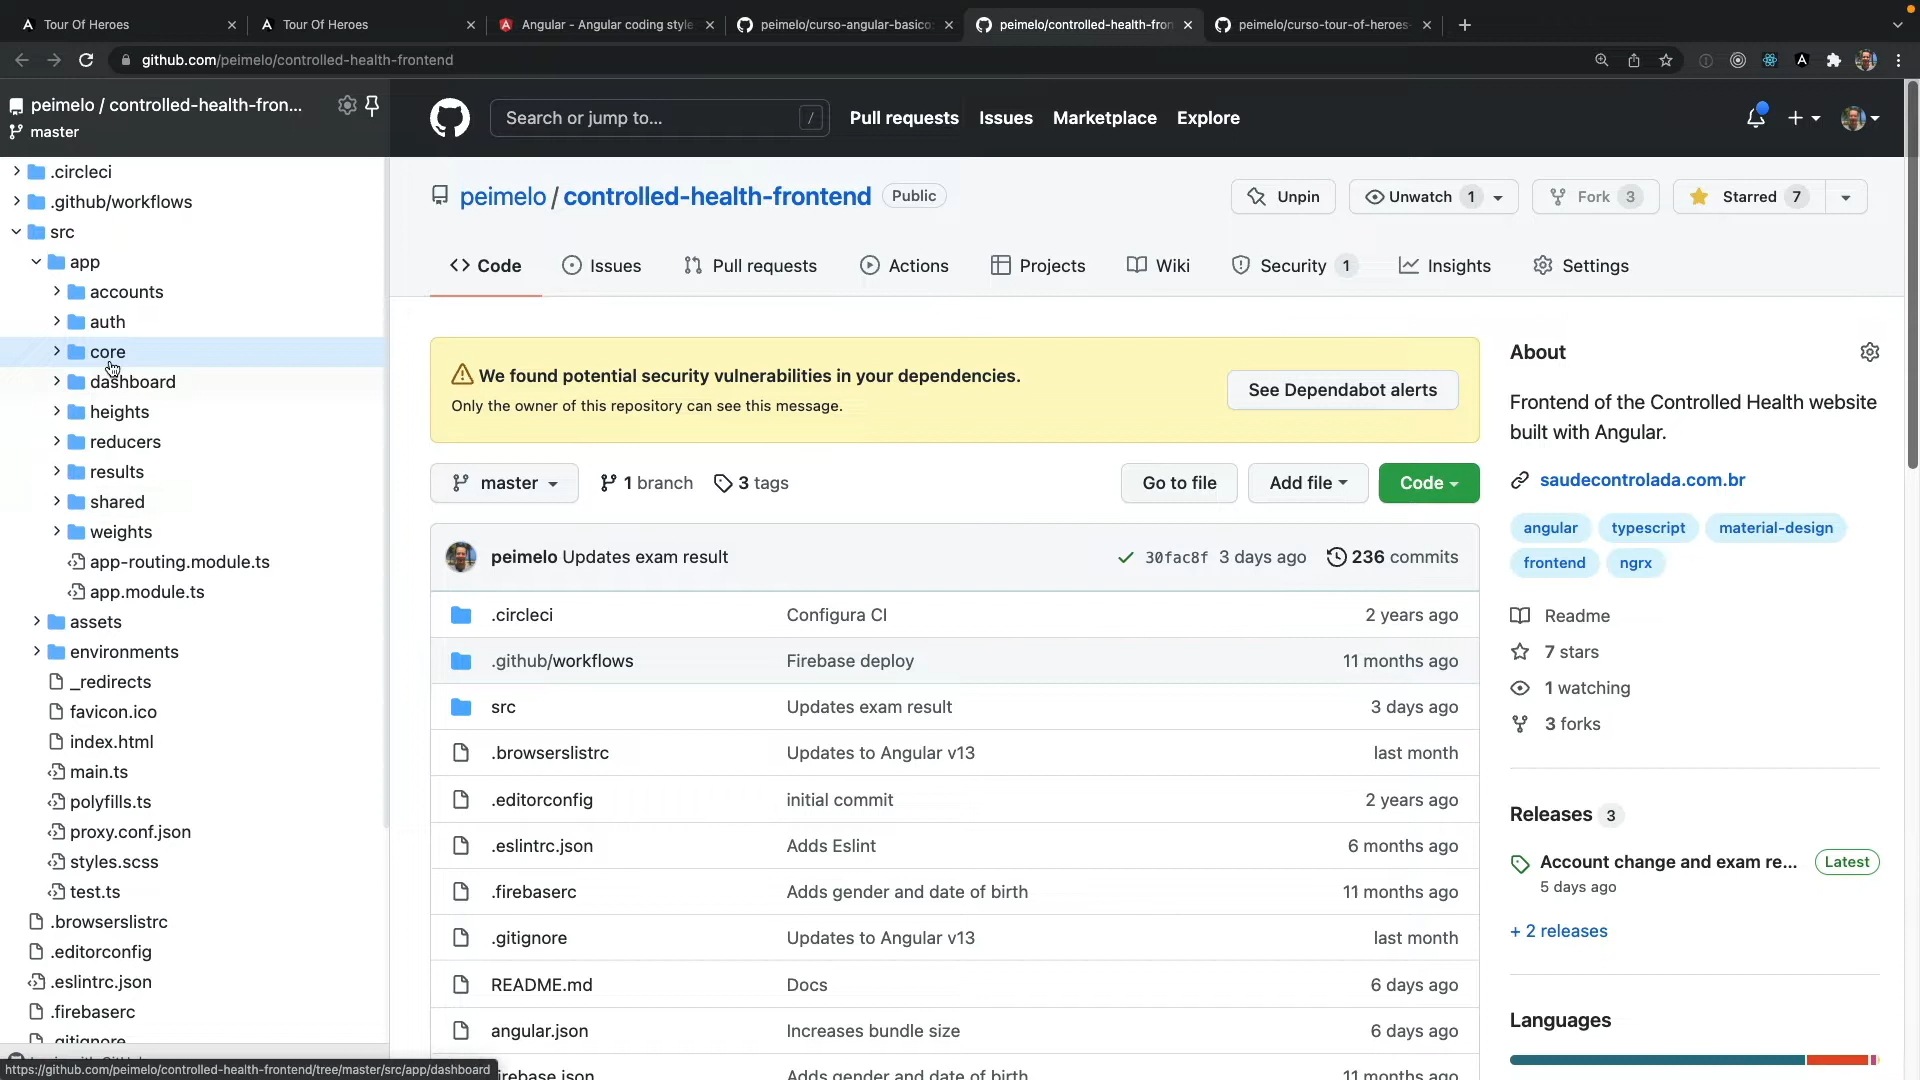 Tour Of Heroes
Tour Of Heroes
Angular - Angular coding style
peimelo/curso-angular-basico
peimelo/controlled-health-fron
peimelo/curso-tour-of-heroes-
github.com/peimelo/controlled-health-frontend
peimelo / controlled-health-fron...
master
.circleci
.github/workflows
src
app
accounts
auth
core
dashboard
heights
reducers
results
shared
weights
app-routing.module.ts
app.module.ts
assets
environments
_redirects
favicon.ico
index.html
main.ts
polyfills.ts
proxy.conf.json
styles.scss
test.ts
.browserslistrc
.editorconfig
.eslintrc.json
.firebaserc
.gitignore
https://github.com/peimelo/controlled-health-frontend/tree/master/src/app/dashboard
Search or jump to... /
Pull requests Issues Marketplace Explore
peimelo / controlled-health-frontend Public
Unpin Unwatch 1 Fork 3 Starred 7
Code Issues Pull requests Actions Projects Wiki Security 1 Insights Settings
We found potential security vulnerabilities in your dependencies.
Only the owner of this repository can see this message.
See Dependabot alerts
master 1 branch 3 tags Go to file Add file Code
peimelo Updates exam result 30fac8f 3 days ago 236 commits
.circleci Configura CI 2 years ago
.github/workflows Firebase deploy 11 months ago
src Updates exam result 3 days ago
.browserslistrc Updates to Angular v13 last month
.editorconfig initial commit 2 years ago
.eslintrc.json Adds Eslint 6 months ago
.firebaserc Adds gender and date of birth 11 months ago
.gitignore Updates to Angular v13 last month
README.md Docs 6 days ago
angular.json Increases bundle size 6 days ago
irebase.json Adds gender and date of birth 11 months ago
About
Frontend of the Controlled Health website
built with Angular.
saudecontrolada.com.br
angular typescript material-design
frontend ngrx
Readme
7 stars
1 watching
3 forks
Releases 3
Account change and exam re... Latest
5 days ago
+ 2 releases
Languages